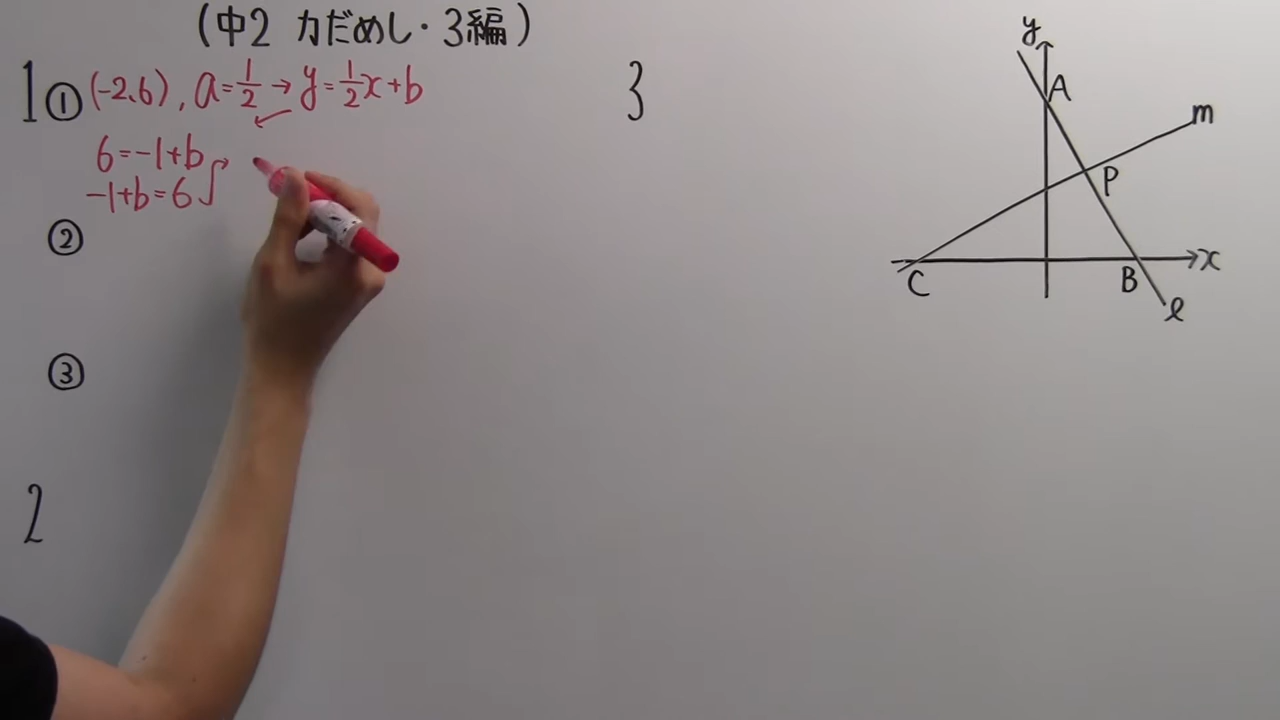 (中2 力だめし・3編)
1 ① (-2,6), a=1/2 → y=1/2x+b
6=-1+b
-1+b=6
②
③
2
3
y
A
m
P
x
C
B
ℓ